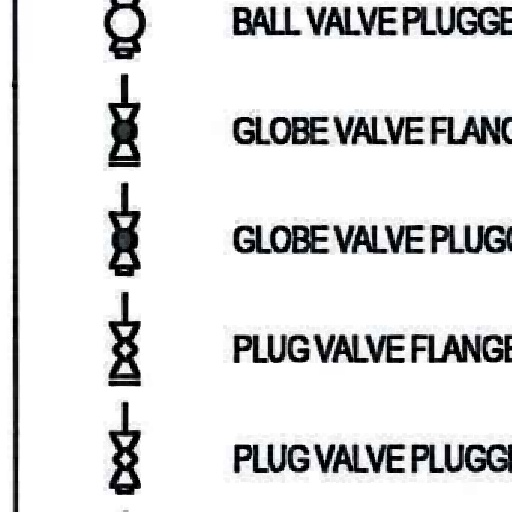 BALL VALVE PLUGGE
GLOBE VALVE FLANG
GLOBE VALVE PLUGG
PLUG VALVE FLANGE
PLUG VALVE PLUGGE